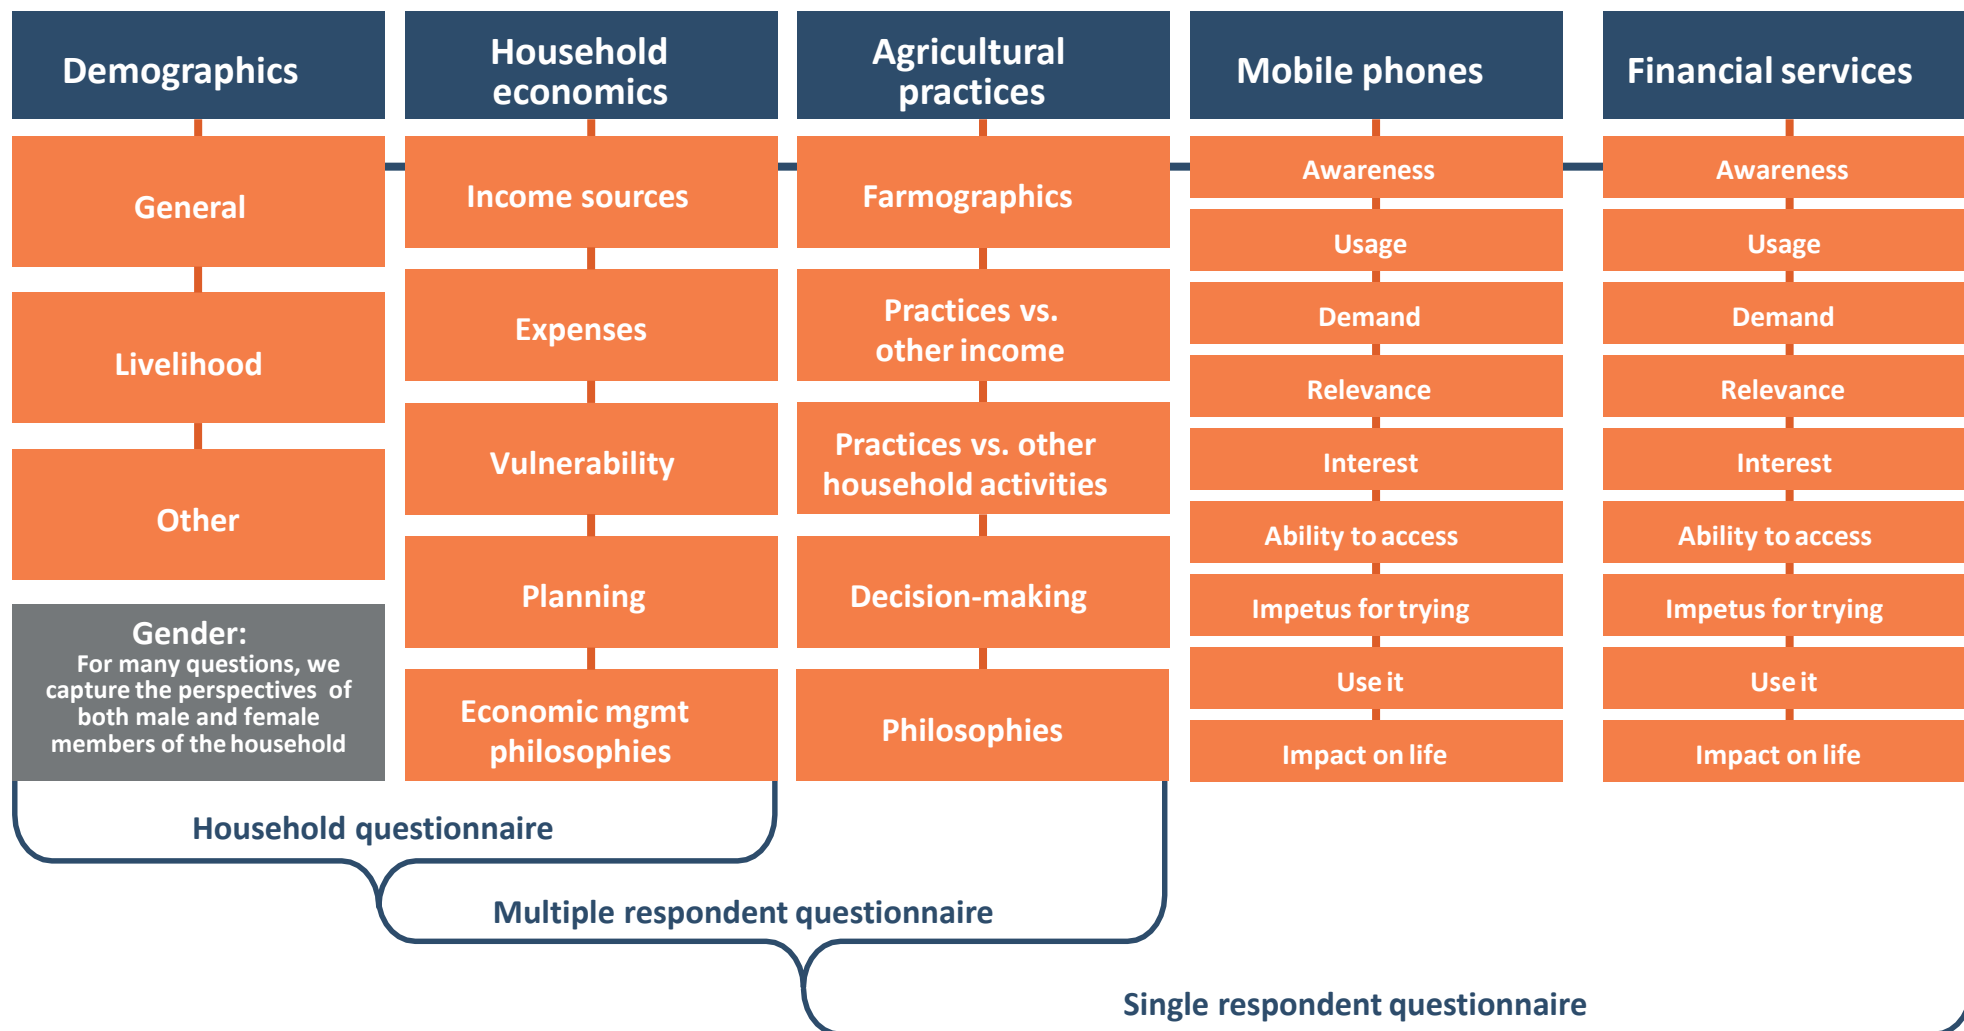 Demographics
General
Livelihood
Other
Gender:
For many questions, we
capture the perspectives of
both male and female
members of the household
Household
economics
Income sources
Expenses
Vulnerability
Planning
Economic mgmt
philosophies
Agricultural
practices
Farmographics
Practices vs.
other income
Practices vs. other
household activities
Decision-making
Philosophies
Mobile phones
Awareness
Usage
Demand
Relevance
Interest
Ability to access
Impetus for trying
Use it
Impact on life
Financial services
Awareness
Usage
Demand
Relevance
Interest
Ability to access
Impetus for trying
Use it
Impact on life
Household questionnaire
Multiple respondent questionnaire
Single respondent questionnaire